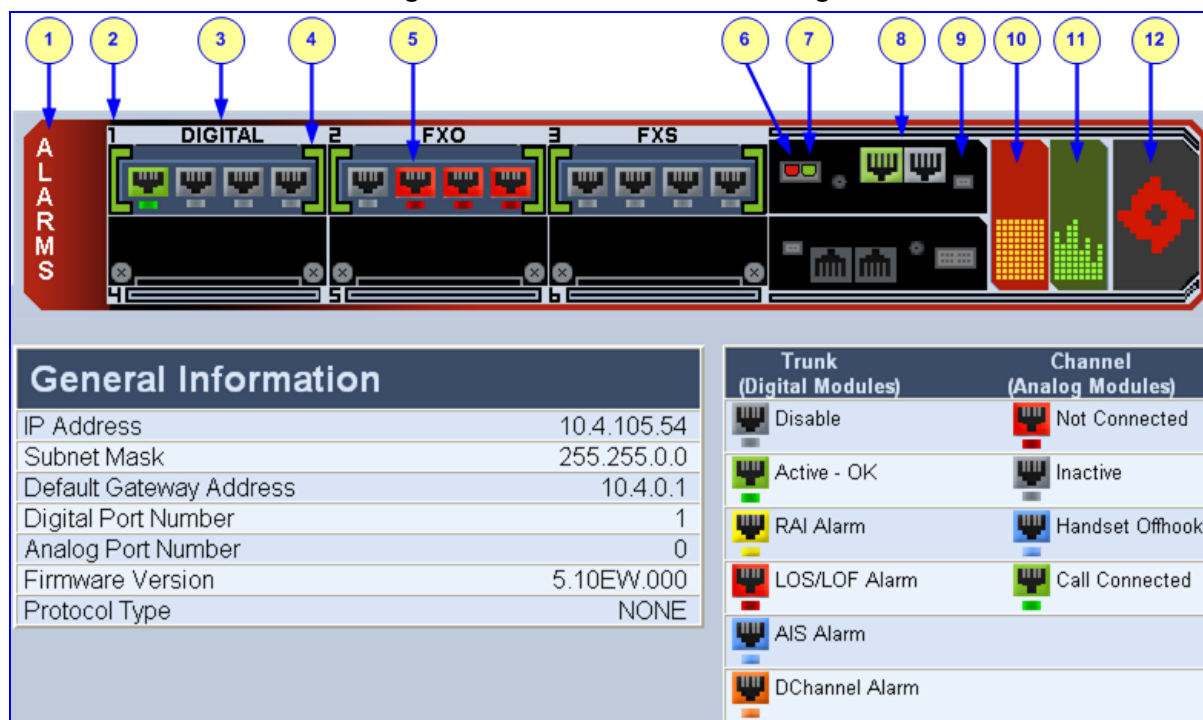 1 2 3 4 5 6 7 8 9 10 11 12
ALARMS
1 DIGITAL 2 FXO 3 FXS
4 5 6
General Information
IP Address 10.4.105.54
Subnet Mask 255.255.0.0
Default Gateway Address 10.4.0.1
Digital Port Number 1
Analog Port Number 0
Firmware Version 5.10EW.000
Protocol Type NONE
Trunk Channel
(Digital Modules) (Analog Modules)
Disable Not Connected
Active - OK Inactive
RAI Alarm Handset Offhook
LOS/LOF Alarm Call Connected
AIS Alarm
DChannel Alarm